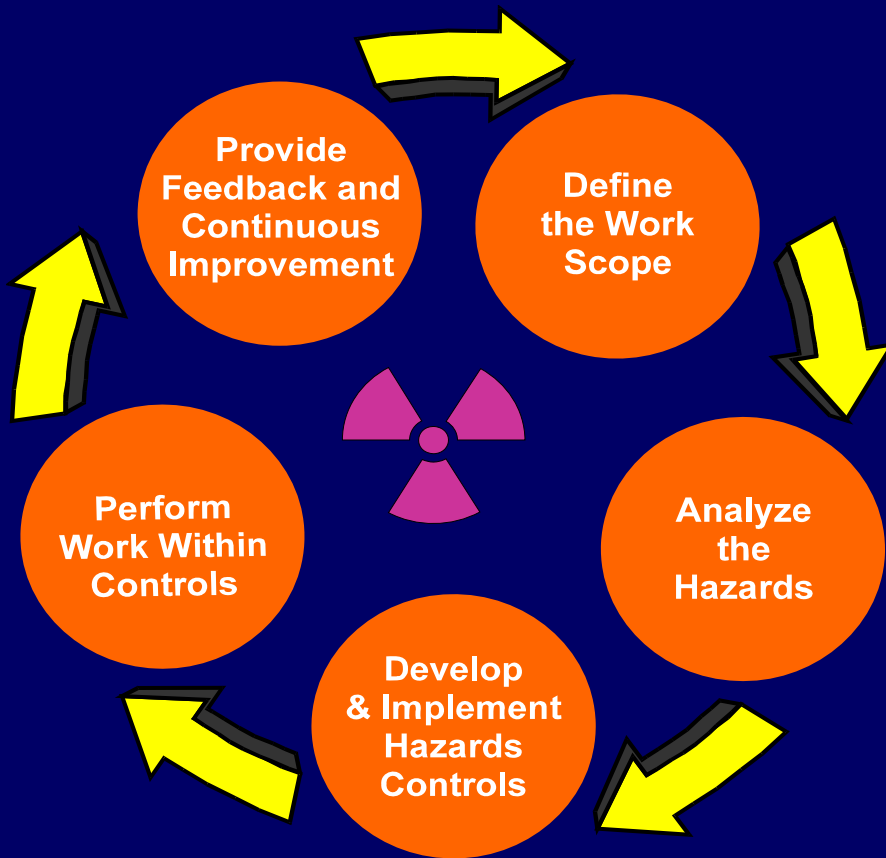 Provide
Feedback and
Continuous
Improvement
Define
the Work
Scope
Analyze
the
Hazards
Develop
& Implement
Hazards
Controls
Perform
Work Within
Controls